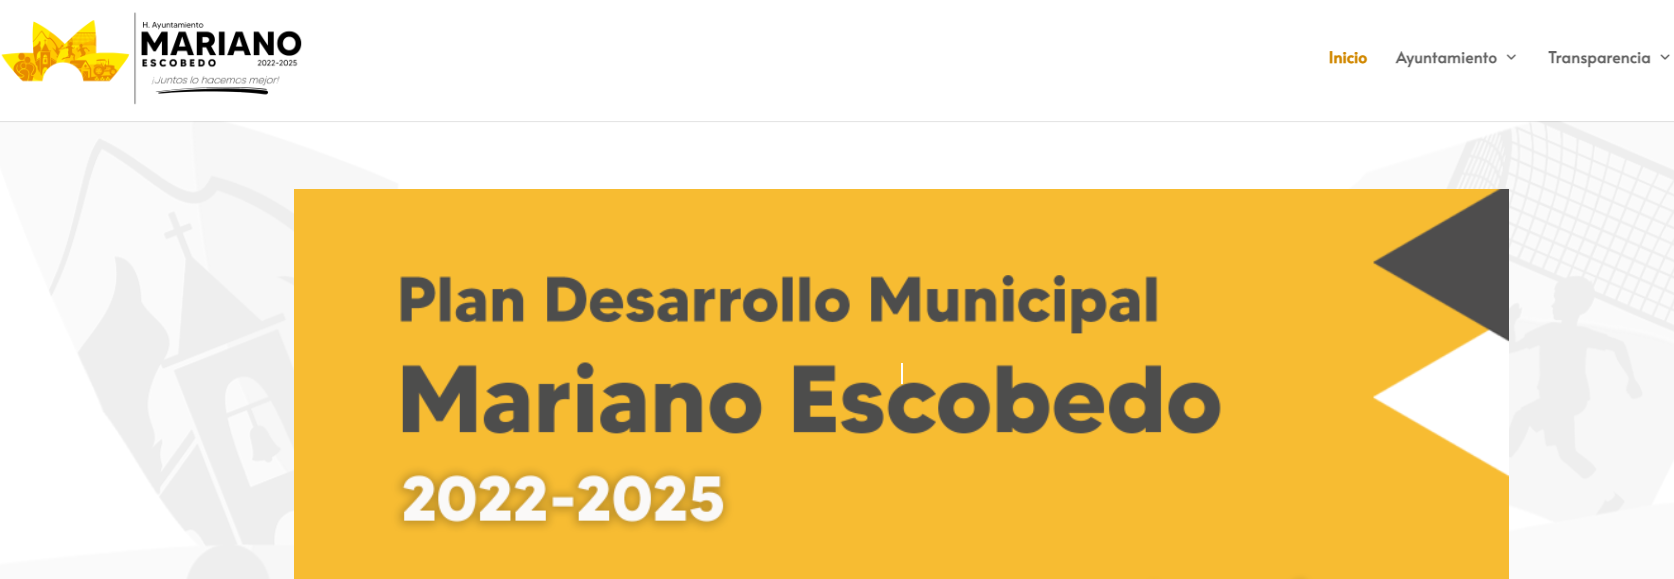 H. Ayuntamiento
MARIANO
ESCOBEDO 2022-2025
¡Juntos lo hacemos mejor!
Inicio Ayuntamiento Transparencia
Plan Desarrollo Municipal
Mariano Escobedo
2022-2025